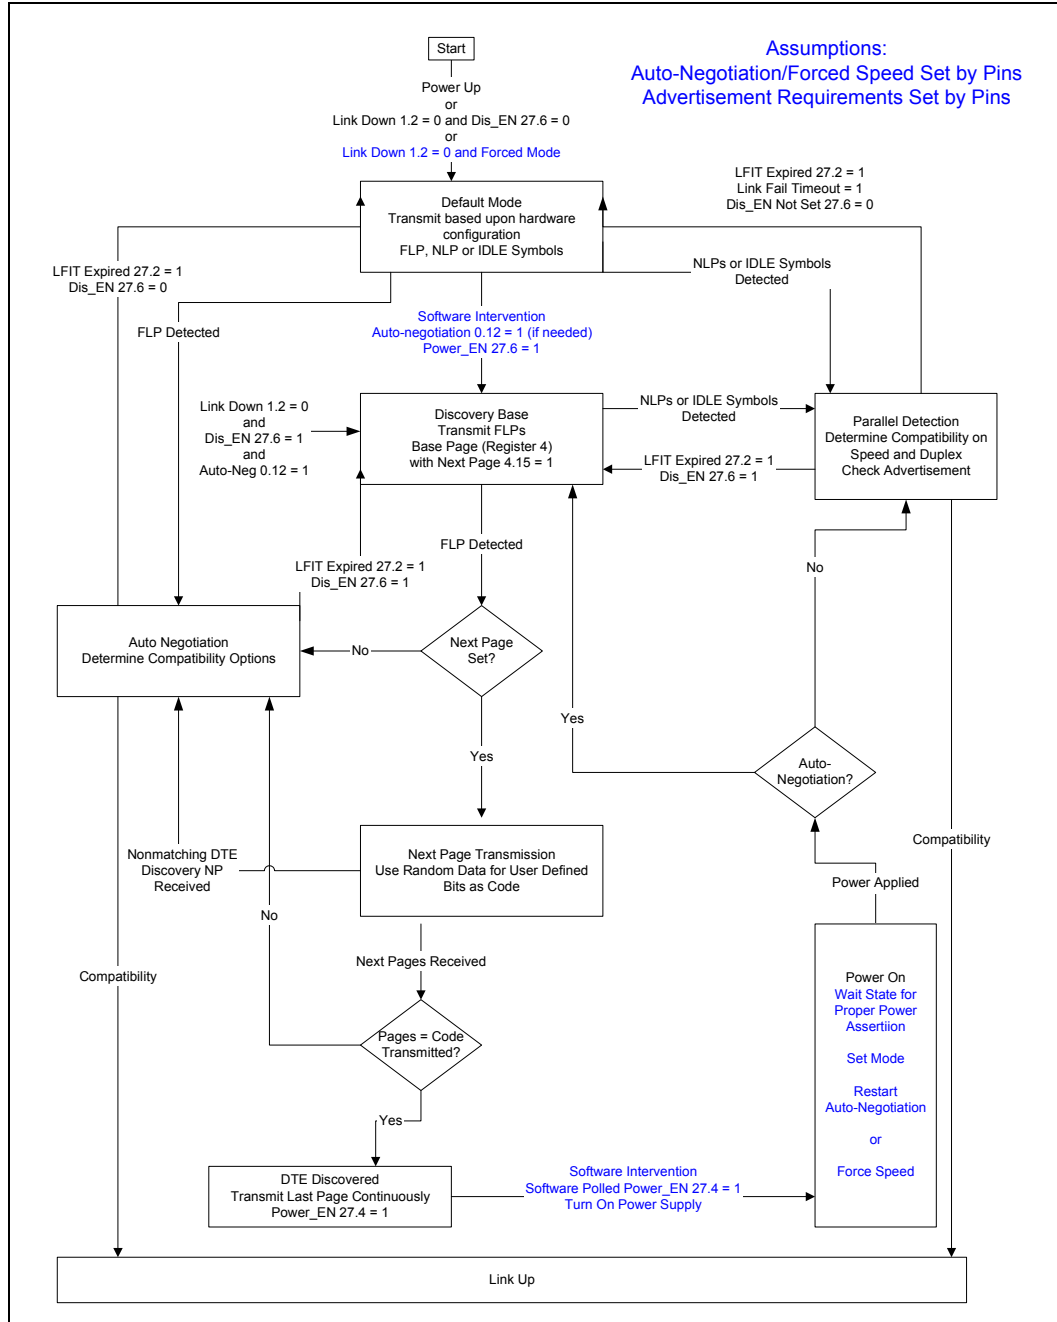 Start
Assumptions:
Auto-Negotiation/Forced Speed Set by Pins
Advertisement Requirements Set by Pins
Power Up
or
Link Down 1.2 = 0 and Dis_EN 27.6 = 0
or
Link Down 1.2 = 0 and Forced Mode
LFIT Expired 27.2 = 1
Link Fail Timeout = 1
Dis_EN Not Set 27.6 = 0
Default Mode
Transmit based upon hardware
configuration
FLP, NLP or IDLE Symbols
LFIT Expired 27.2 = 1
Dis_EN 27.6 = 0
NLPs or IDLE Symbols
Detected
FLP Detected
Software Intervention
Auto-negotiation 0.12 = 1 (if needed)
Power_EN 27.6 = 1
Link Down 1.2 = 0
and
Dis_EN 27.6 = 1
and
Auto-Neg 0.12 = 1
Discovery Base
Transmit FLPs
Base Page (Register 4)
with Next Page 4.15 = 1
NLPs or IDLE Symbols
Detected
LFIT Expired 27.2 = 1
Dis_EN 27.6 = 1
Parallel Detection
Determine Compatibility on
Speed and Duplex
Check Advertisement
FLP Detected
LFIT Expired 27.2 = 1
Dis_EN 27.6 = 1
No
Auto Negotiation
Determine Compatibility Options
No
Next Page
Set?
Yes
Yes
Auto-
Negotiation?
Nonmatching DTE
Discovery NP
Received
Next Page Transmission
Use Random Data for User Defined
Bits as Code
Compatibility
Power Applied
No
Next Pages Received
Compatibility
Pages = Code
Transmitted?
Power On
Wait State for
Proper Power
Assertiion
Set Mode
Restart
Auto-Negotiation
or
Force Speed
Yes
DTE Discovered
Transmit Last Page Continuously
Power_EN 27.4 = 1
Software Intervention
Software Polled Power_EN 27.4 = 1
Turn On Power Supply
Link Up